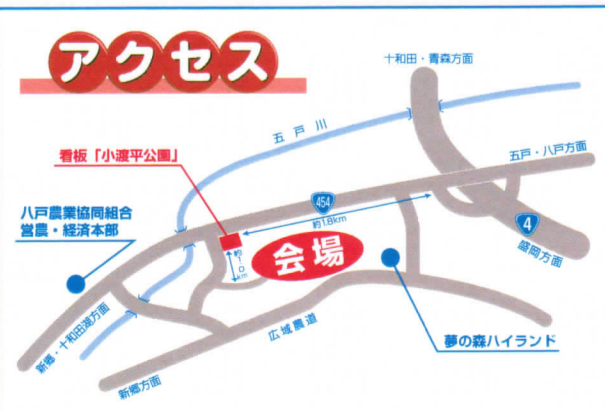 アクセス
十和田・青森方面
五戸川
五戸・八戸方面
看板「小渡平公園」
454
約1.8km
八戸農業協同組合
営農・経済本部
約1.0km
会場
4
盛岡方面
新郷・十和田湖方面
広域農道
夢の森ハイランド
新郷方面